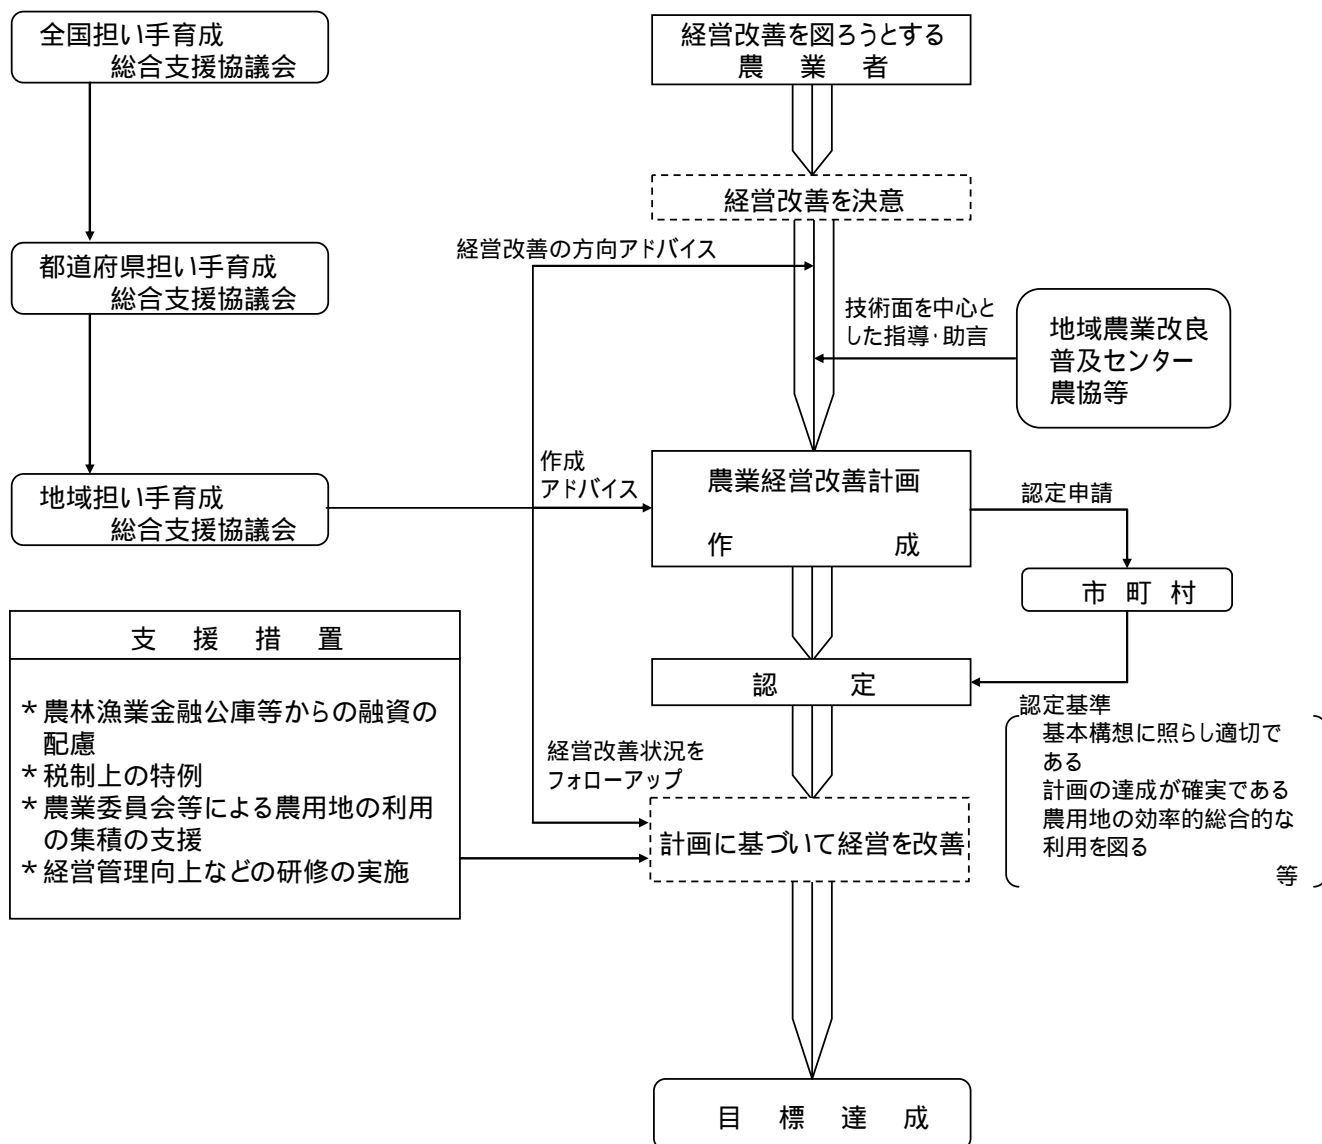 全国担い手育成
総合支援協議会
経営改善を図ろうとする
農 業 者
経営改善を決意
都道府県担い手育成
総合支援協議会
経営改善の方向アドバイス
技術面を中心と
した指導・助言
地域農業改良
普及センター
農協等
地域担い手育成
総合支援協議会
作成
アドバイス
農業経営改善計画
作 成
認定申請
市 町 村
認 定
認定基準
基本構想に照らし適切で
ある
計画の達成が確実である
農用地の効率的総合的な
利用を図る
等
支 援 措 置
*農林漁業金融公庫等からの融資の
配慮
*税制上の特例
*農業委員会等による農用地の利用
の集積の支援
*経営管理向上などの研修の実施
経営改善状況を
フォローアップ
計画に基づいて経営を改善
目 標 達 成